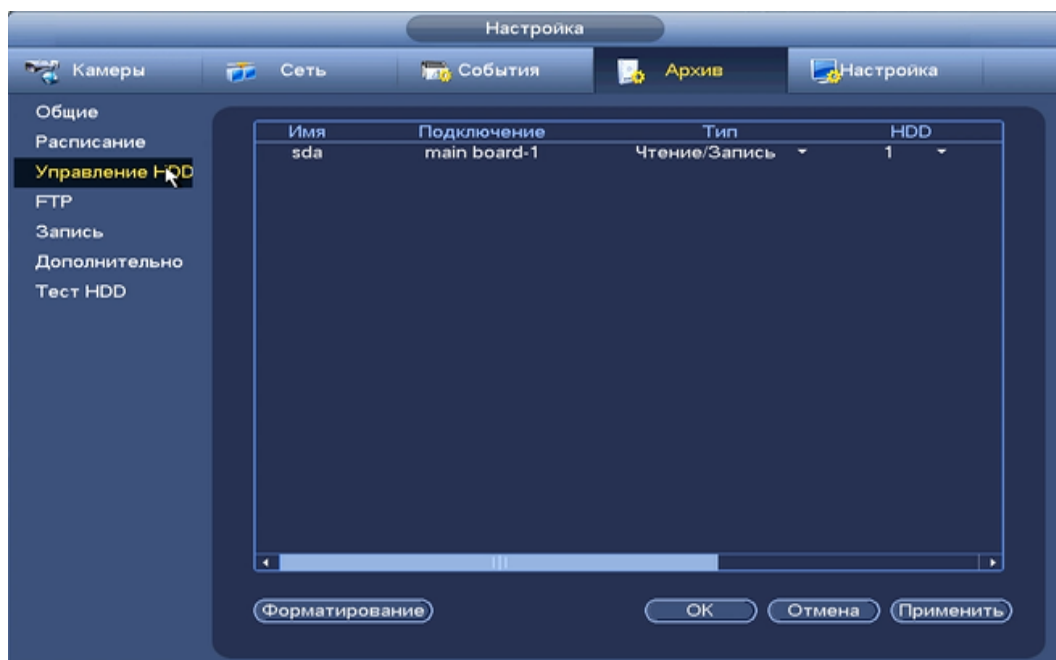 Настройка
Камеры Сеть События Архив Настройка
Общие
Расписание
Управление HDD
FTP
Запись
Дополнительно
Тест HDD
Имя Подключение Тип HDD
sda main board-1 Чтение/Запись 1
Форматирование OK Отмена Применить